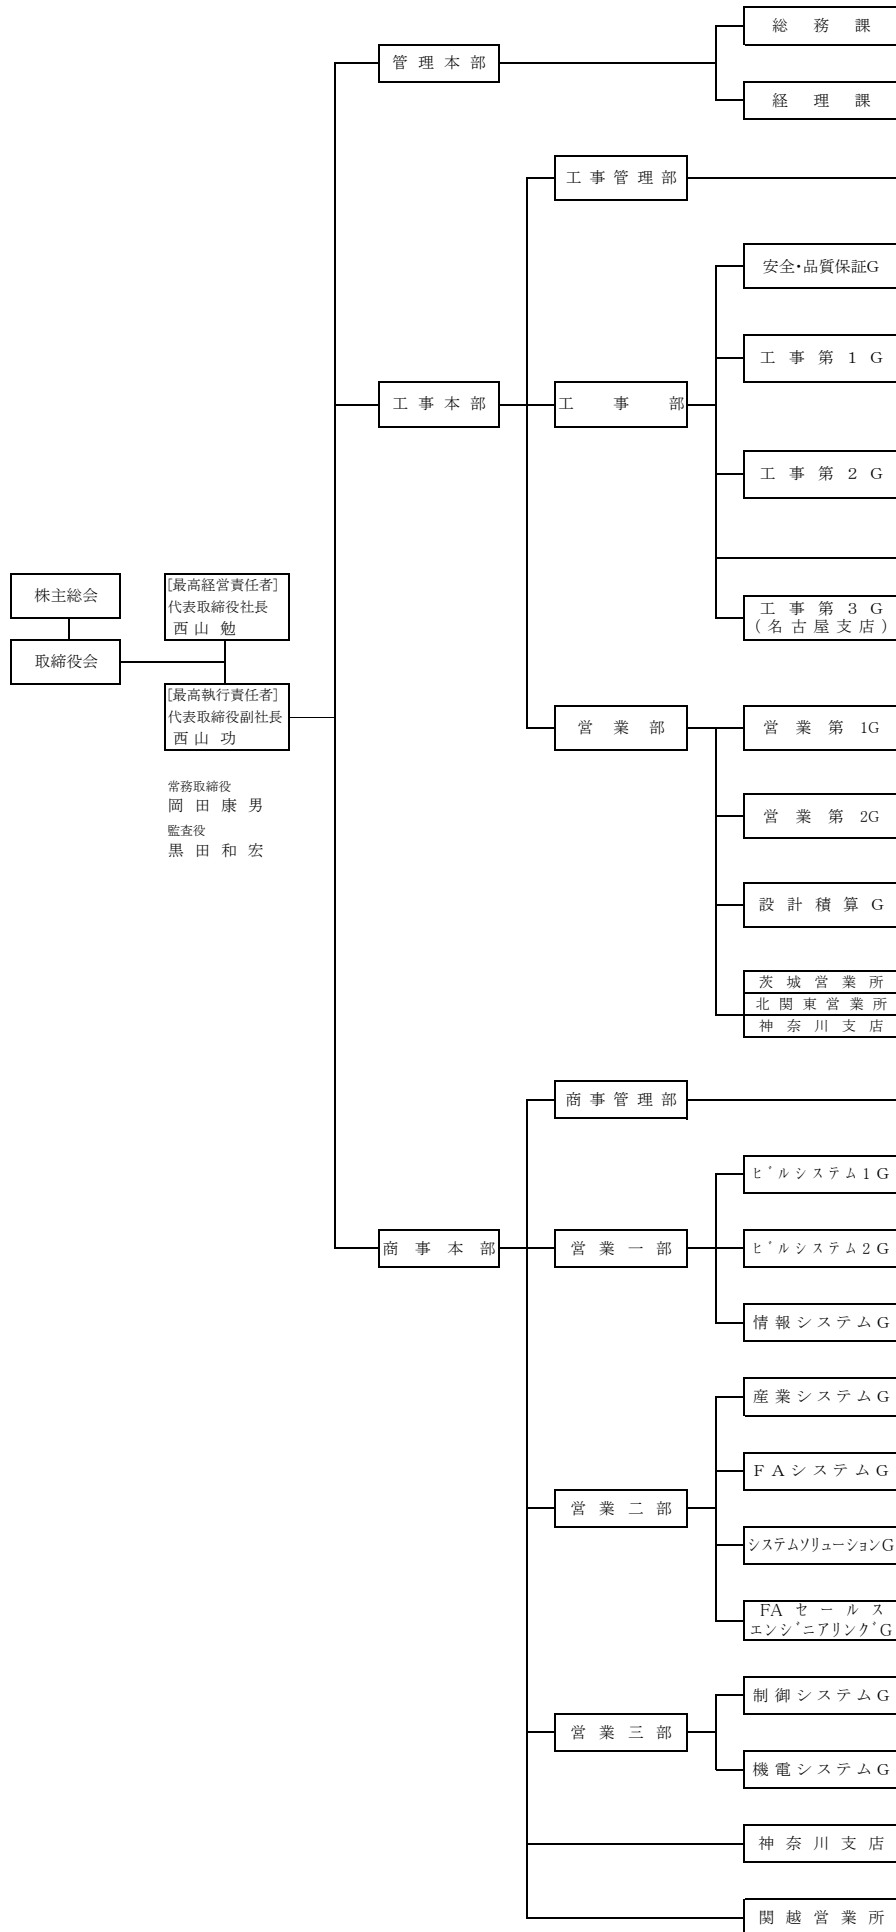 総務課
管理本部
経理課
工事管理部
安全・品質保証G
工事第１G
工事本部
工事部
工事第２G
株主総会
[最高経営責任者]
代表取締役社長
西山 勉
工事第３G
(名古屋支店)
取締役会
[最高執行責任者]
代表取締役副社長
西山 功
営業部
営業第1G
常務取締役
岡田康男
監査役
黒田和宏
営業第2G
設計積算G
茨城営業所
北関東営業所
神奈川支店
商事管理部
ﾋﾞﾙシステム１G
商事本部
営業一部
ﾋﾞﾙシステム２G
情報システムG
産業システムG
ＦＡシステムG
営業二部
システムソリューションG
FAセールス
エンジﾞニアリンクﾞG
制御システムG
営業三部
機電システムG
神奈川支店
関越営業所